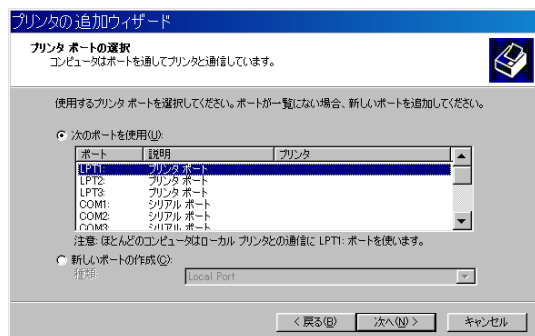 プリンタの追加ウィザード
プリンタ ポートの選択
コンピュータはポートを通してプリンタと通信しています。
使用するプリンタ ポートを選択してください。ポートが一覧にない場合、新しいポートを追加してください。
次のポートを使用(U):
ポート 説明 プリンタ
LPT1: プリンタ ポート
LPT2: プリンタ ポート
LPT3: プリンタ ポート
COM1: シリアル ポート
COM2: シリアル ポート
COM3: シリアル ポート
注意: ほとんどのコンピュータはローカル プリンタとの通信に LPT1: ポートを使います。
新しいポートの作成(C):
種類: Local Port
< 戻る(B) 次へ(N) > キャンセル